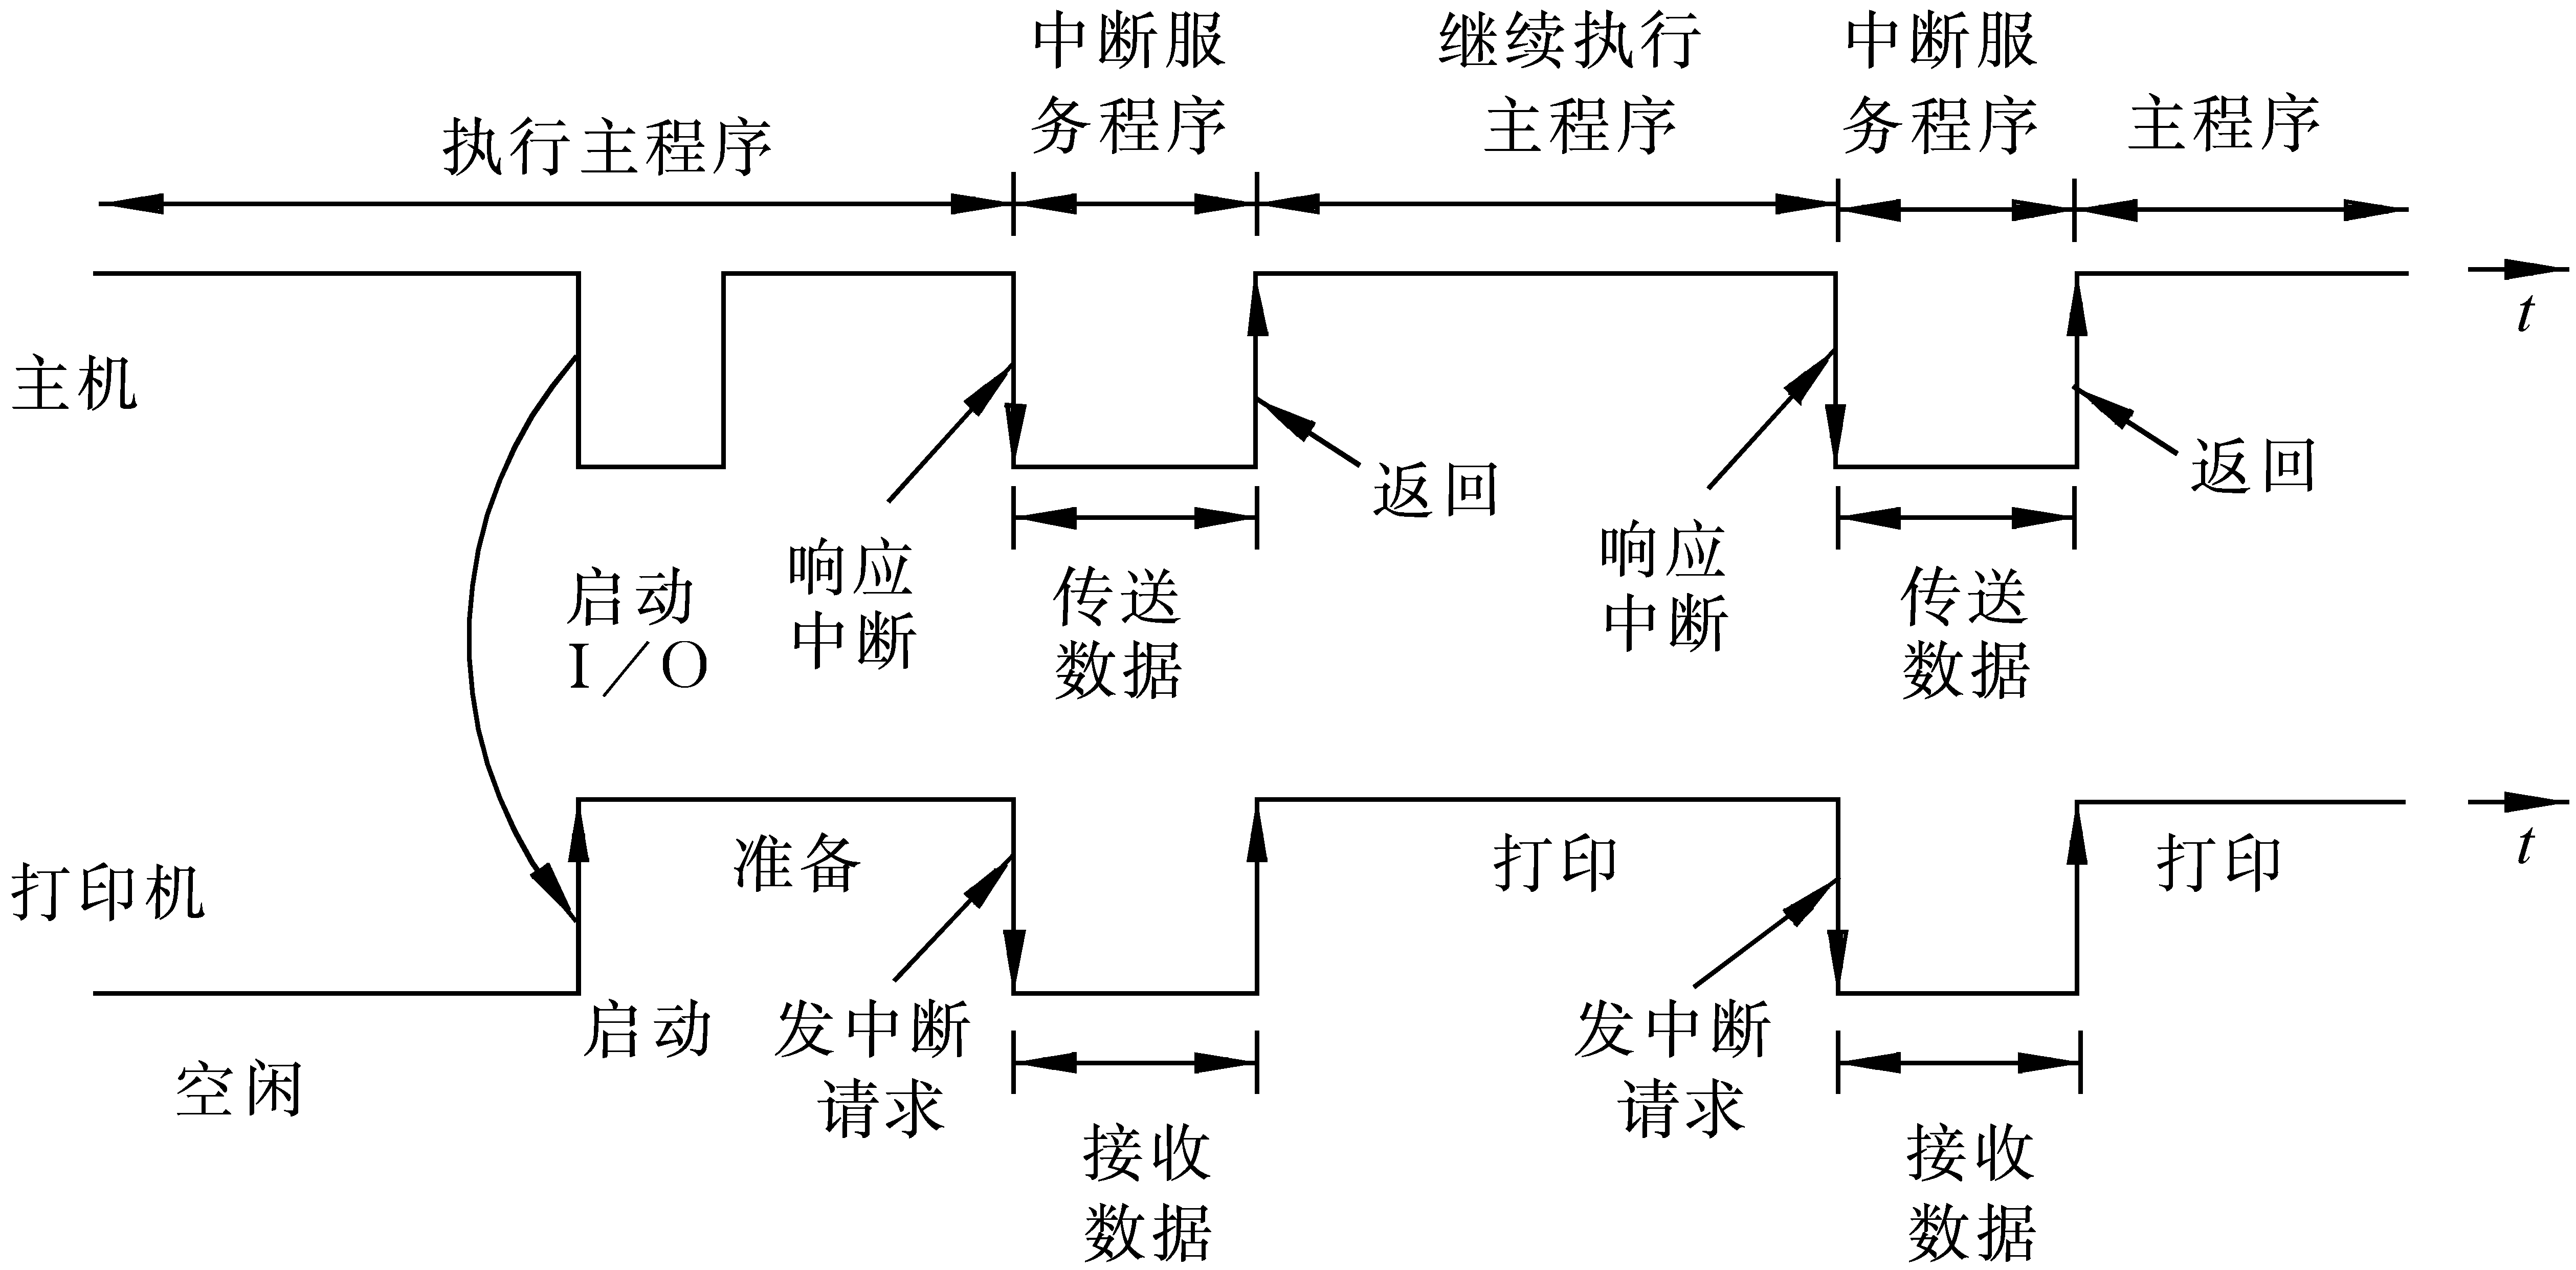 中断服
务程序
继续执行
主程序
中断服
务程序
主程序
执行主程序
t
主机
返回
返回
响应
中断
响应
中断
启动
I/O
传送
数据
传送
数据
准备
打印
打印
t
打印机
启动
发中断
请求
发中断
请求
空闲
接收
数据
接收
数据